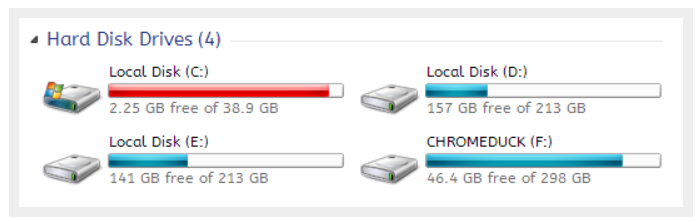 Hard Disk Drives (4)
Local Disk (C:)
2.25 GB free of 38.9 GB
Local Disk (D:)
157 GB free of 213 GB
Local Disk (E:)
141 GB free of 213 GB
CHROMEDUCK (F:)
46.4 GB free of 298 GB